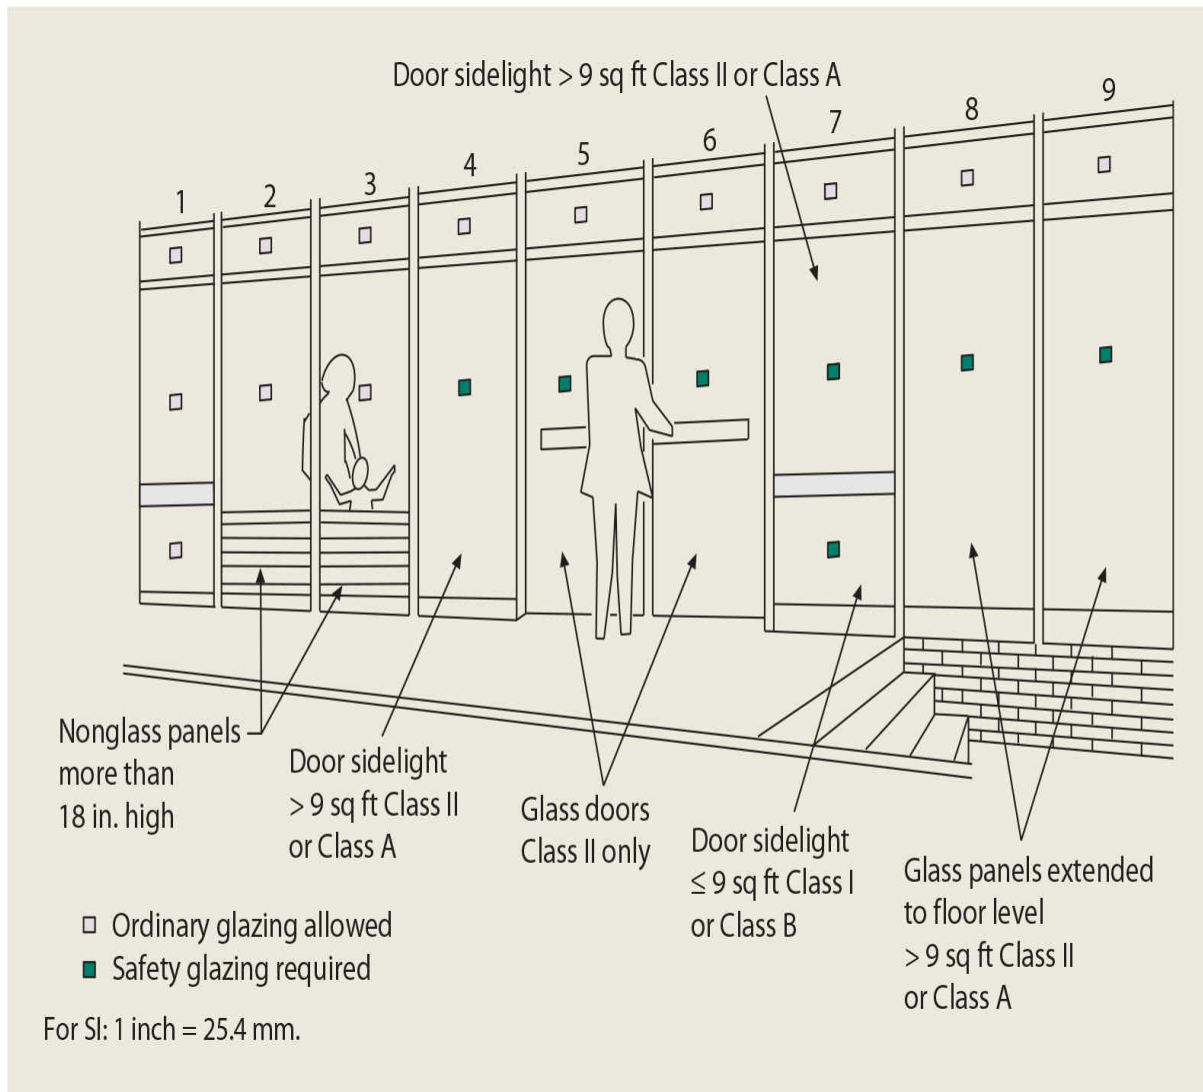 Door sidelight > 9 sq ft Class II or Class A
1
2
3
4
5
6
7
8
9
Nonglass panels
more than
18 in. high
Door sidelight
> 9 sq ft Class II
or Class A
Glass doors
Class II only
Door sidelight
≤ 9 sq ft Class I
or Class B
Glass panels extended
to floor level
> 9 sq ft Class II
or Class A
Ordinary glazing allowed
Safety glazing required
For SI: 1 inch = 25.4 mm.